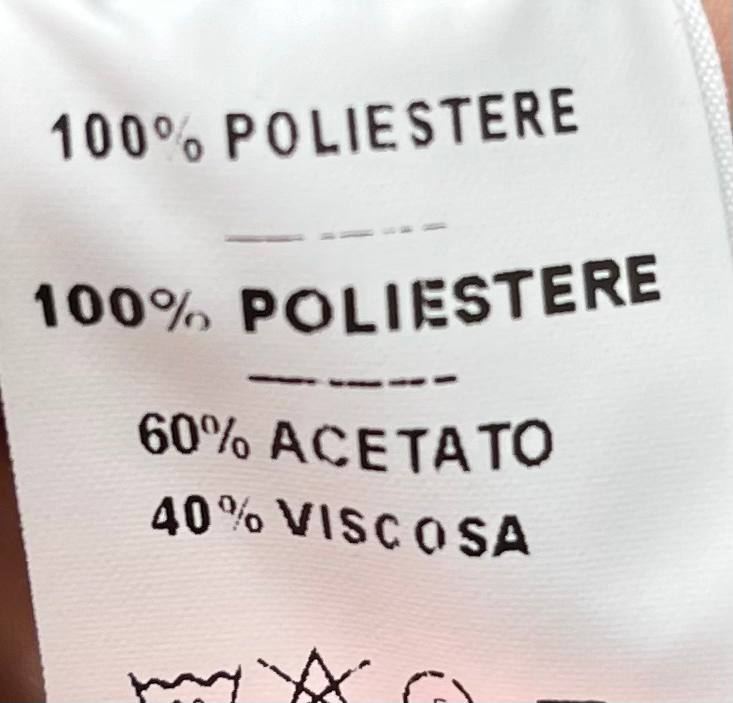 100% POLIESTERE
100% POLIESTERE
60% ACETATO
40% VISCOSA